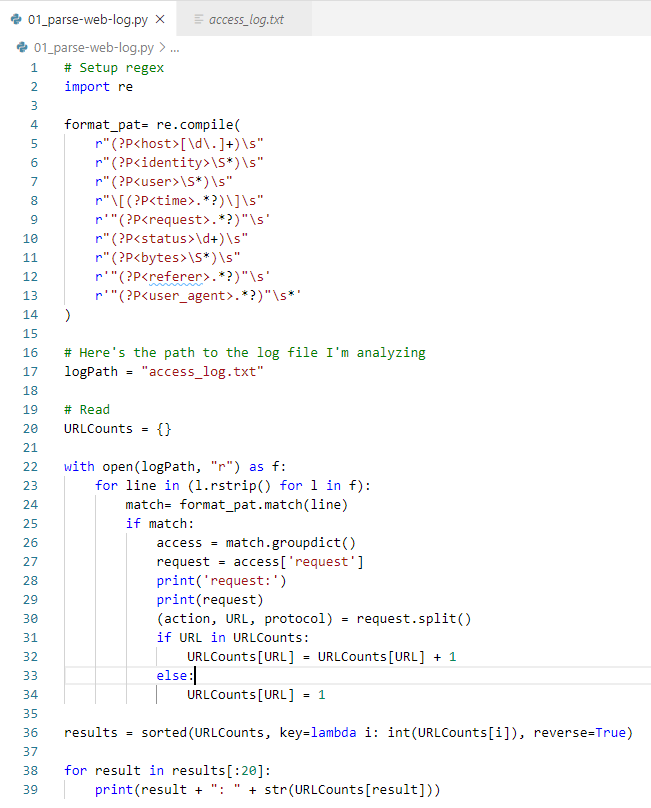 01_parse-web-log.py ×
access_log.txt
01_parse-web-log.py > ...
1 # Setup regex
2 import re
3
4 format_pat= re.compile(
5     r"(?P<host>[\d\.]+)\s"
6     r"(?P<identity>\S*)\s"
7     r"(?P<user>\S*)\s"
8     r"\[(?P<time>.*?)\]\s"
9     r'"(?P<request>.*?)"\s'
10     r"(?P<status>\d+)\s"
11     r"(?P<bytes>\S*)\s"
12     r'"(?P<referer>.*?)"\s'
13     r'"(?P<user_agent>.*?)"\s*'
14 )
15
16 # Here's the path to the log file I'm analyzing
17 logPath = "access_log.txt"
18
19 # Read
20 URLCounts = {}
21
22 with open(logPath, "r") as f:
23     for line in (l.rstrip() for l in f):
24         match= format_pat.match(line)
25         if match:
26             access = match.groupdict()
27             request = access['request']
28             print('request:')
29             print(request)
30             (action, URL, protocol) = request.split()
31             if URL in URLCounts:
32                 URLCounts[URL] = URLCounts[URL] + 1
33             else:
34                 URLCounts[URL] = 1
35
36 results = sorted(URLCounts, key=lambda i: int(URLCounts[i]), reverse=True)
37
38 for result in results[:20]:
39     print(result + ": " + str(URLCounts[result]))